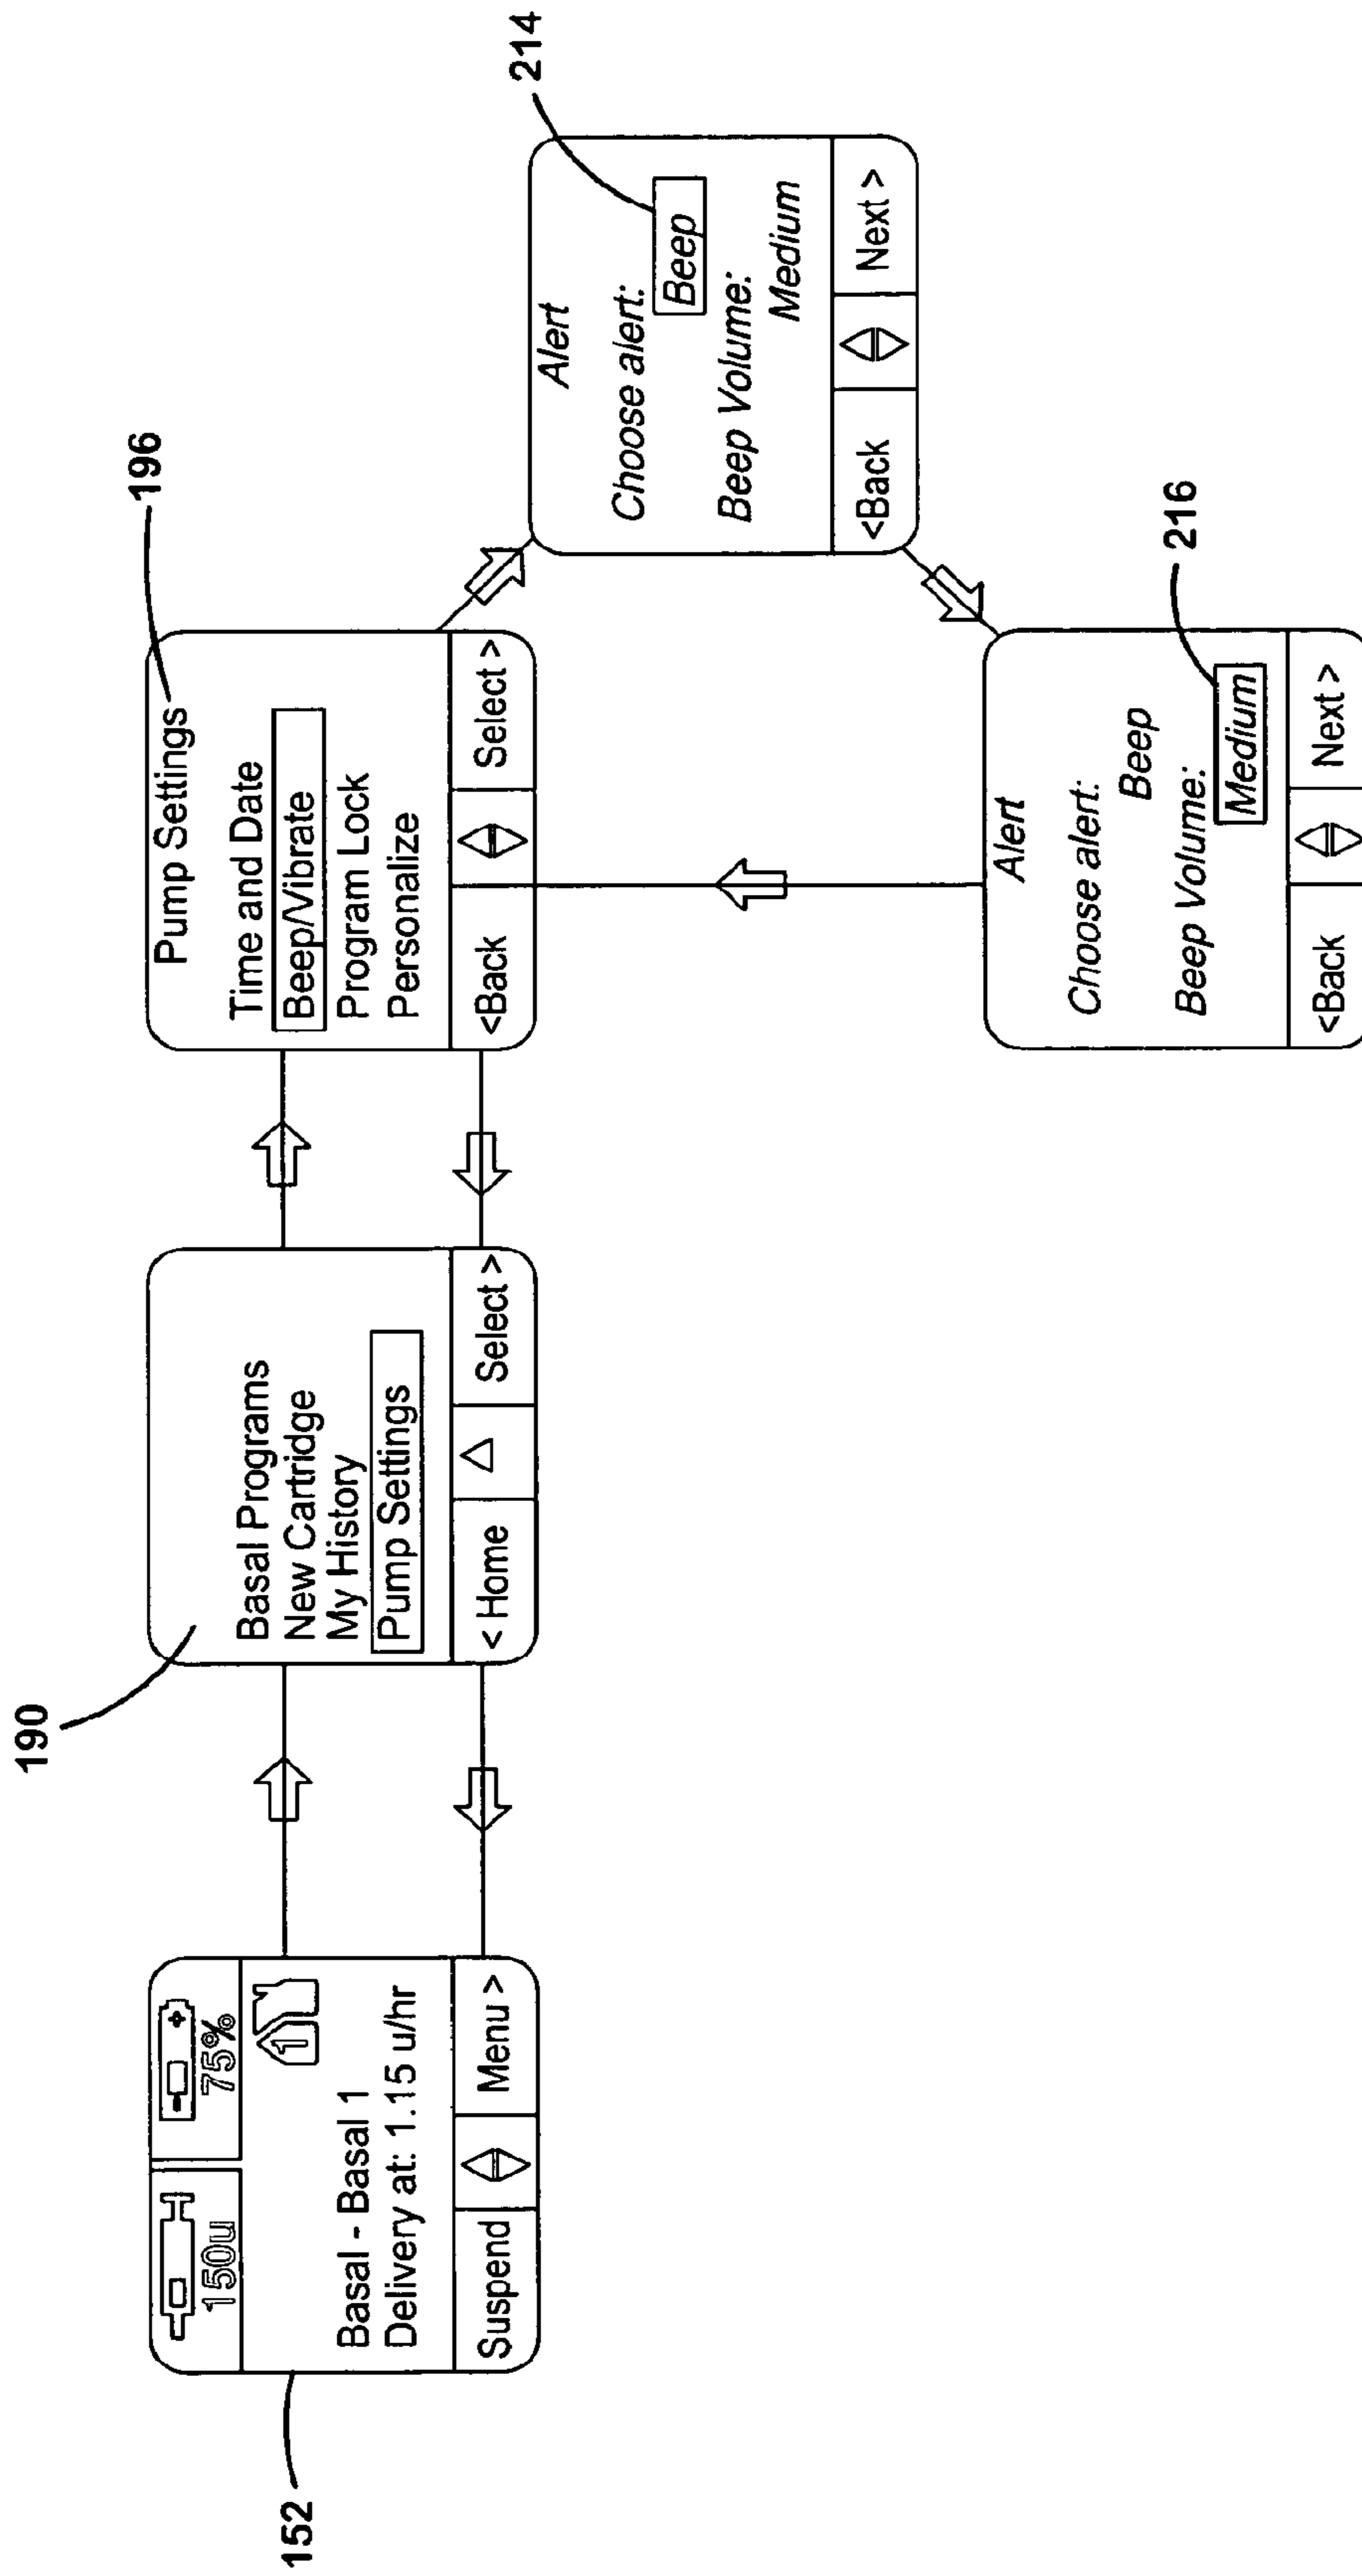 152
150u
75%
1
Basal - Basal 1
Delivery at: 1.15 u/hr
Suspend
Menu >
190
Basal Programs
New Cartridge
My History
Pump Settings
< Home
Select >
196
Pump Settings
Time and Date
Beep/Vibrate
Program Lock
Personalize
<Back
Select >
214
Alert
Choose alert:
Beep
Beep Volume:
Medium
<Back
Next >
216
Alert
Choose alert:
Beep
Beep Volume:
Medium
<Back
Next >